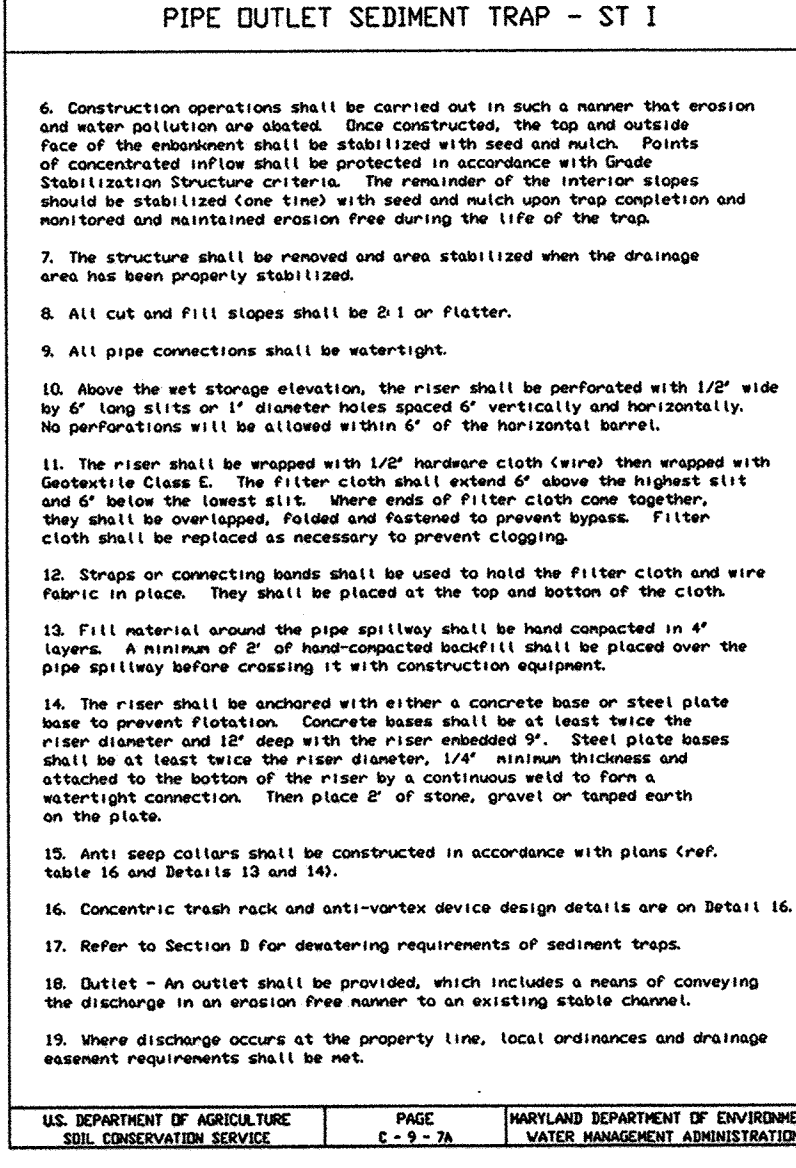 PIPE OUTLET SEDIMENT TRAP - ST I
6. Construction operations shall be carried out in such a manner that erosion
and water pollution are abated. Once constructed, the top and outside
face of the embankment shall be stabilized with seed and mulch. Points
of concentrated inflow shall be protected in accordance with Grade
Stabilization Structure criteria. The remainder of the interior slopes
should be stabilized (one time) with seed and mulch upon trap completion and
monitored and maintained erosion free during the life of the trap.
7. The structure shall be removed and area stabilized when the drainage
area has been properly stabilized.
8. All cut and fill slopes shall be 2:1 or flatter.
9. All pipe connections shall be watertight.
10. Above the wet storage elevation, the riser shall be perforated with 1/2" wide
by 6" long slits or 1" diameter holes spaced 6" vertically and horizontally.
No perforations will be allowed within 6" of the horizontal barrel.
11. The riser shall be wrapped with 1/2" hardware cloth (wire) then wrapped with
Geotextile Class E. The filter cloth shall extend 6" above the highest slit
and 6" below the lowest slit. Where ends of filter cloth come together,
they shall be overlapped, folded and fastened to prevent bypass. Filter
cloth shall be replaced as necessary to prevent clogging.
12. Straps or connecting bands shall be used to hold the filter cloth and wire
fabric in place. They shall be placed at the top and bottom of the cloth.
13. Fill material around the pipe spillway shall be hand compacted in 4"
layers. A minimum of 2' of hand-compacted backfill shall be placed over the
pipe spillway before crossing it with construction equipment.
14. The riser shall be anchored with either a concrete base or steel plate
base to prevent flotation. Concrete bases shall be at least twice the
riser diameter and 12" deep with the riser embedded 9". Steel plate bases
shall be at least twice the riser diameter, 1/4" minimum thickness and
attached to the bottom of the riser by a continuous weld to form a
watertight connection. Then place 2' of stone, gravel or tamped earth
on the plate.
15. Anti seep collars shall be constructed in accordance with plans (ref.
table 16 and Details 13 and 14).
16. Concentric trash rack and anti-vortex device design details are on Detail 16.
17. Refer to Section D for dewatering requirements of sediment traps.
18. Outlet - An outlet shall be provided, which includes a means of conveying
the discharge in an erosion free manner to an existing stable channel.
19. Where discharge occurs at the property line, local ordinances and drainage
easement requirements shall be met.
U.S. DEPARTMENT OF AGRICULTURE
SOIL CONSERVATION SERVICE
PAGE
C - 9 - 7A
MARYLAND DEPARTMENT OF ENVIRONME
WATER MANAGEMENT ADMINISTRATION